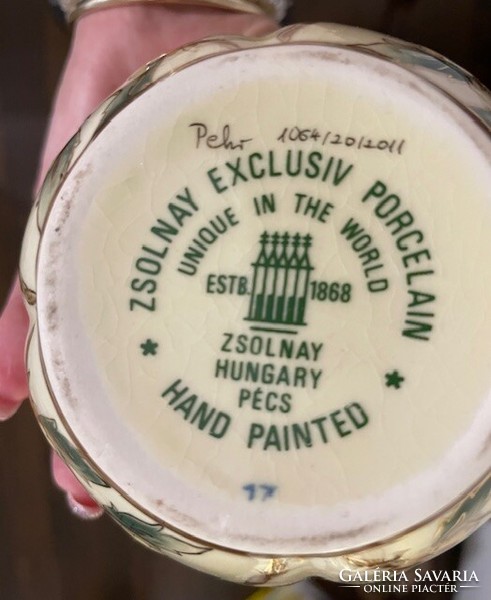 1064/20/2011
ZSOLNAY EXCLUSIV PORCELAIN
UNIQUE IN THE WORLD
ESTB. 1868
ZSOLNAY
HUNGARY
PÉCS
* HAND PAINTED *
17
GALÉRIA SAVARIA
ONLINE PIACTÉR